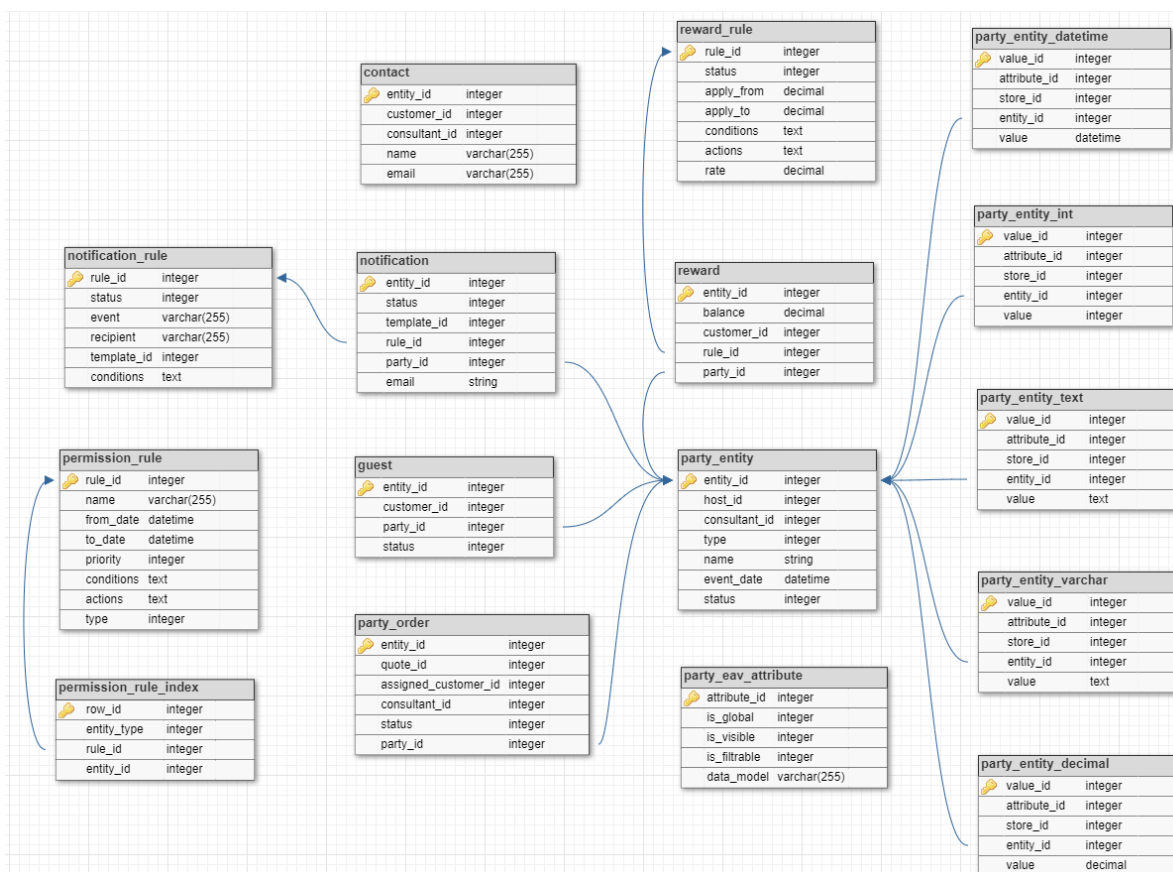 contact
entity_id integer
customer_id integer
consultant_id integer
name varchar(255)
email varchar(255)
reward_rule
rule_id integer
status integer
apply_from decimal
apply_to decimal
conditions text
actions text
rate decimal
party_entity_datetime
value_id integer
attribute_id integer
store_id integer
entity_id integer
value datetime
notification_rule
rule_id integer
status integer
event varchar(255)
recipient varchar(255)
template_id integer
conditions text
notification
entity_id integer
status integer
template_id integer
rule_id integer
party_id integer
email string
reward
entity_id integer
balance decimal
customer_id integer
rule_id integer
party_id integer
party_entity_int
value_id integer
attribute_id integer
store_id integer
entity_id integer
value integer
permission_rule
rule_id integer
name varchar(255)
from_date datetime
to_date datetime
priority integer
conditions text
actions text
type integer
guest
entity_id integer
customer_id integer
party_id integer
status integer
party_entity
entity_id integer
host_id integer
consultant_id integer
type integer
name string
event_date datetime
status integer
party_entity_text
value_id integer
attribute_id integer
store_id integer
entity_id integer
value text
permission_rule_index
row_id integer
entity_type integer
rule_id integer
entity_id integer
party_order
entity_id integer
quote_id integer
assigned_customer_id integer
consultant_id integer
status integer
party_id integer
party_eav_attribute
attribute_id integer
is_global integer
is_visible integer
is_filtrable integer
data_model varchar(255)
party_entity_varchar
value_id integer
attribute_id integer
store_id integer
entity_id integer
value text
party_entity_decimal
value_id integer
attribute_id integer
store_id integer
entity_id integer
value decimal